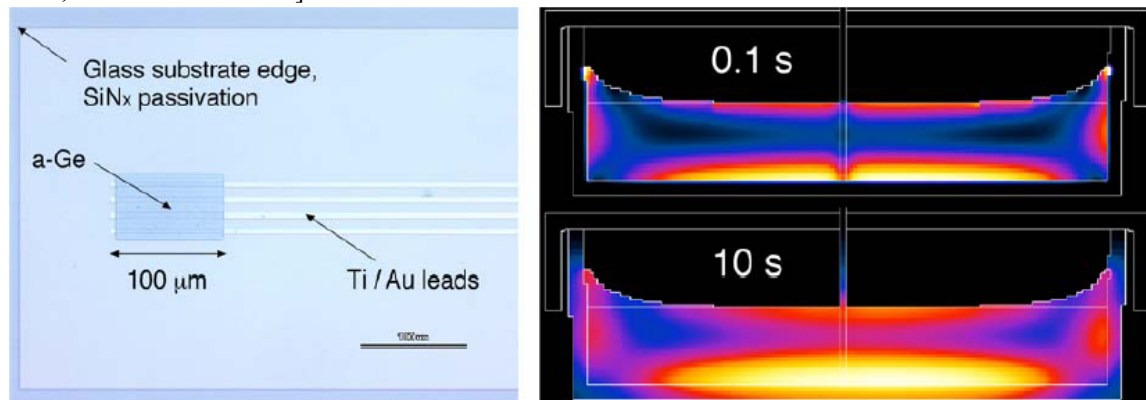 Glass substrate edge,
SiNx passivation
a-Ge
100 μm
Ti / Au leads
0.1 s
10 s